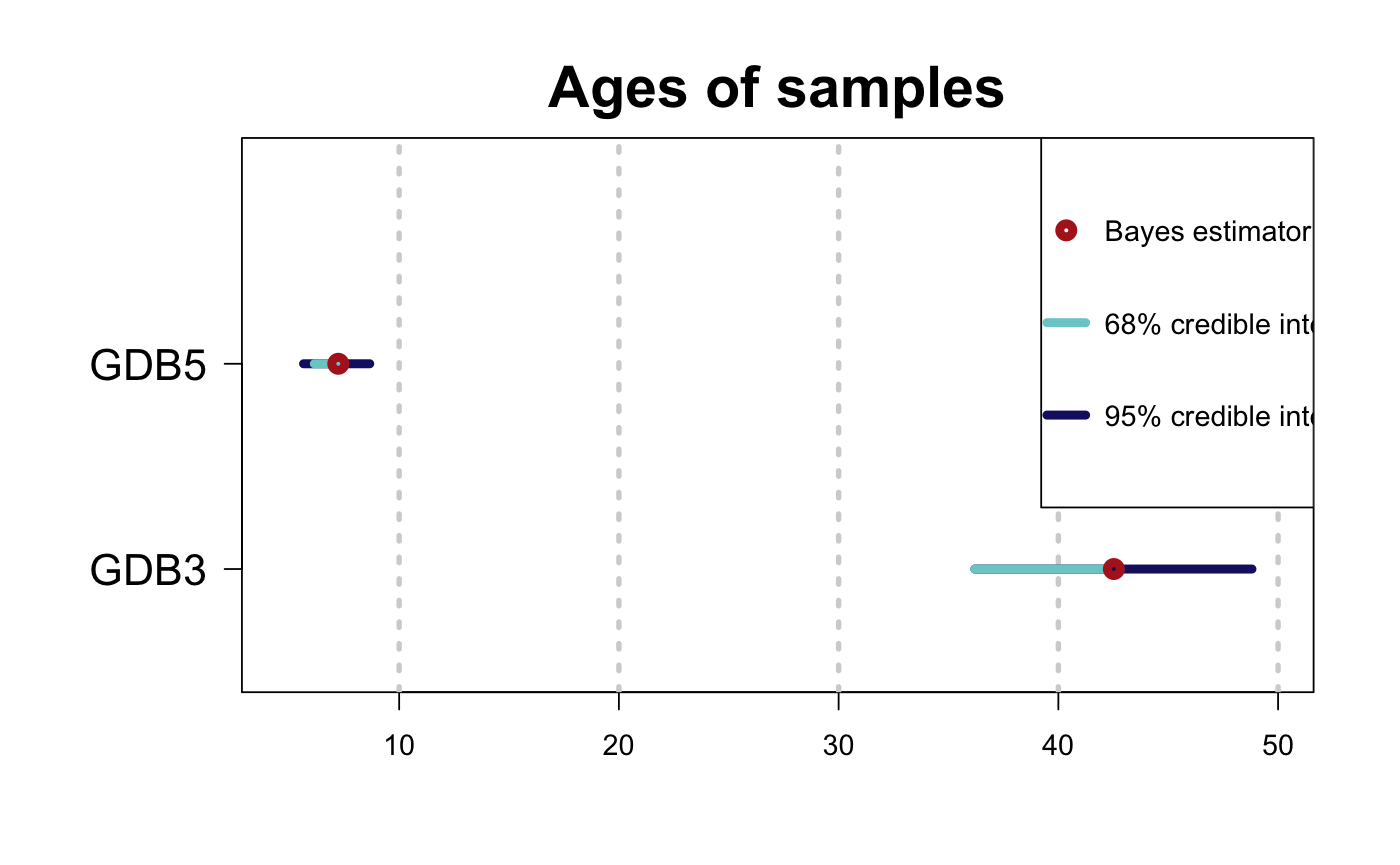 Ages of samples
Bayes estimator
68% credible inte
95% credible inte
GDB5
GDB3
10 20 30 40 50